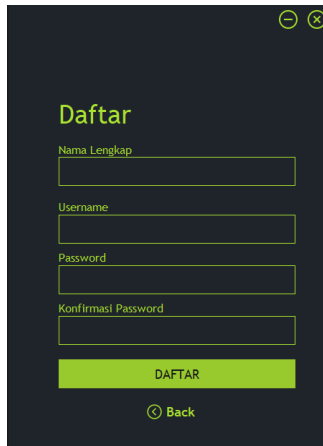 Daftar
Nama Lengkap
Username
Password
Konfirmasi Password
DAFTAR
Back